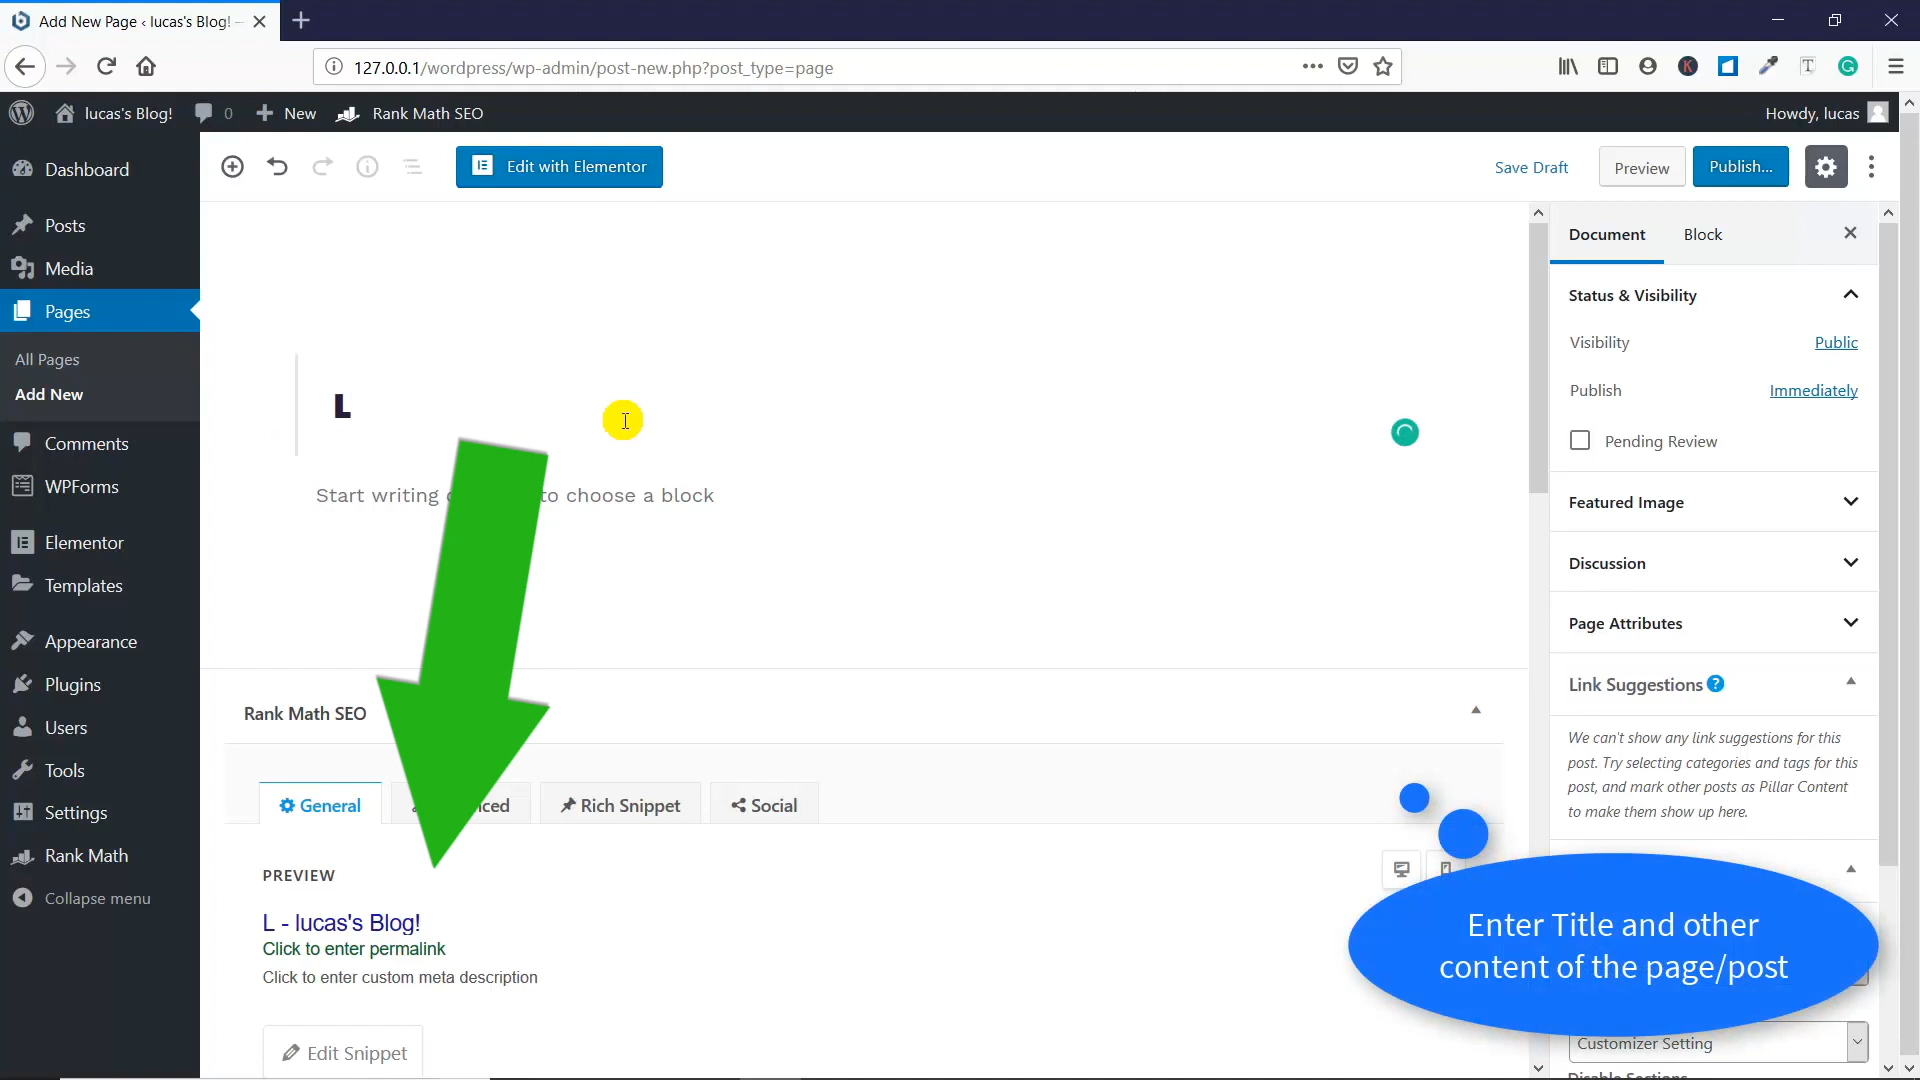 Add New Page ‹ lucas's Blog! —
127.0.0.1/wordpress/wp-admin/post-new.php?post_type=page
lucas's Blog!
0
New
Rank Math SEO
Howdy, lucas
Dashboard
Posts
Media
Pages
All Pages
Add New
Comments
WPForms
Elementor
Templates
Appearance
Plugins
Users
Tools
Settings
Rank Math
Collapse menu
Edit with Elementor
Save Draft
Preview
Publish...
L
Start writing to choose a block
Rank Math SEO
General
Rich Snippet
Social
PREVIEW
L - lucas's Blog!
Click to enter permalink
Click to enter custom meta description
Edit Snippet
Document
Block
Status & Visibility
Visibility
Public
Publish
Immediately
Pending Review
Featured Image
Discussion
Page Attributes
Link Suggestions ?
We can't show any link suggestions for this
post. Try selecting categories and tags for this
post, and mark other posts as Pillar Content
to make them show up here.
Enter Title and other
content of the page/post
Customizer Setting